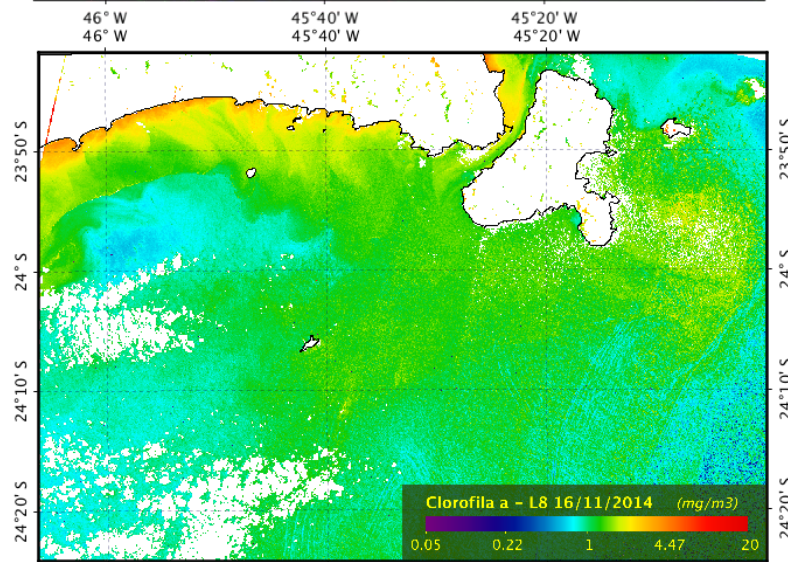 46° W 45°40' W 45°20' W
46° W 45°40' W 45°20' W
23°50' S 23°50' S
24° S 24° S
24°10' S 24°10' S
24°20' S 24°20' S
Clorofila a – L8 16/11/2014 (mg/m3)
0.05 0.22 1 4.47 20